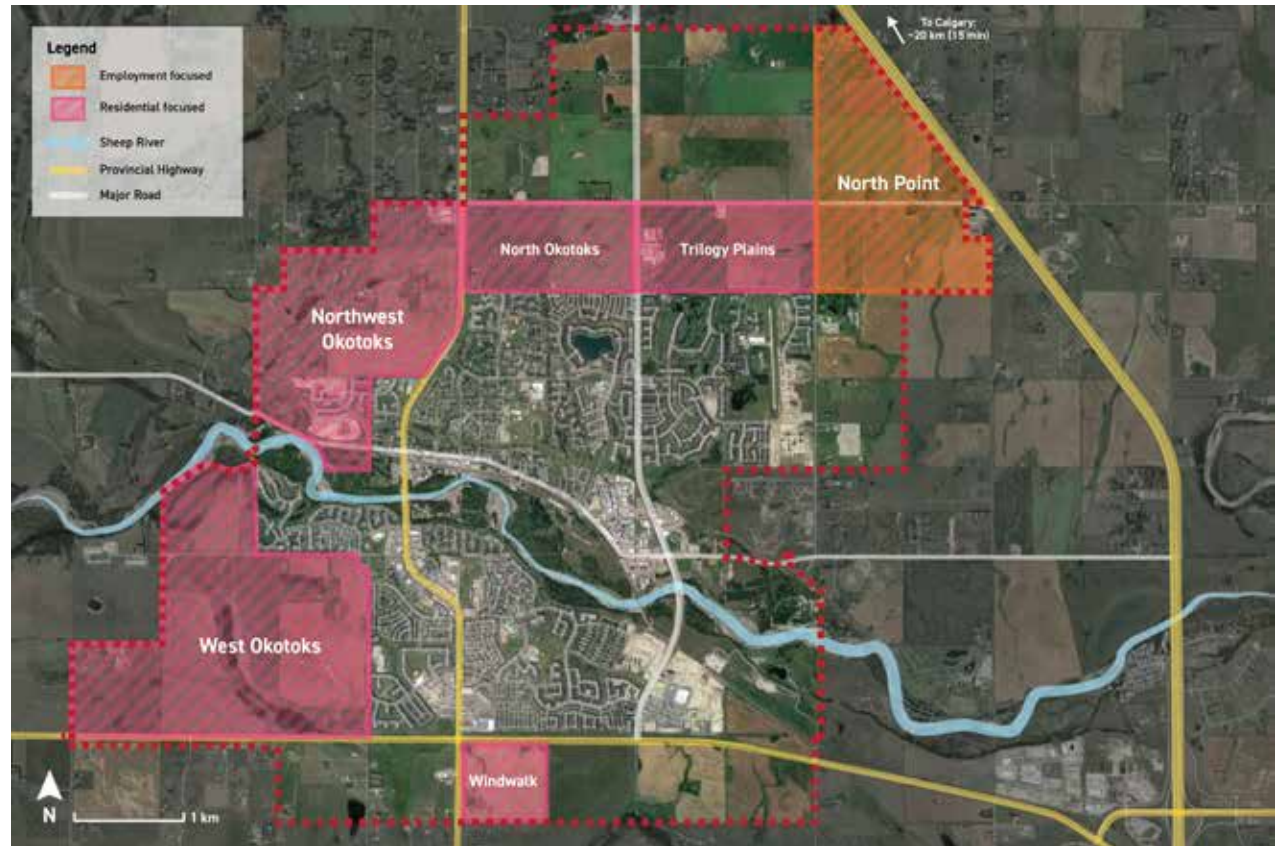 Legend
Employment focused
Residential focused
Sheep River
Provincial Highway
Major Road
To Calgary:
~20 km (15 min)
North Point
North Okotoks
Trilogy Plains
Northwest
Okotoks
West Okotoks
Windwalk
N
1 km